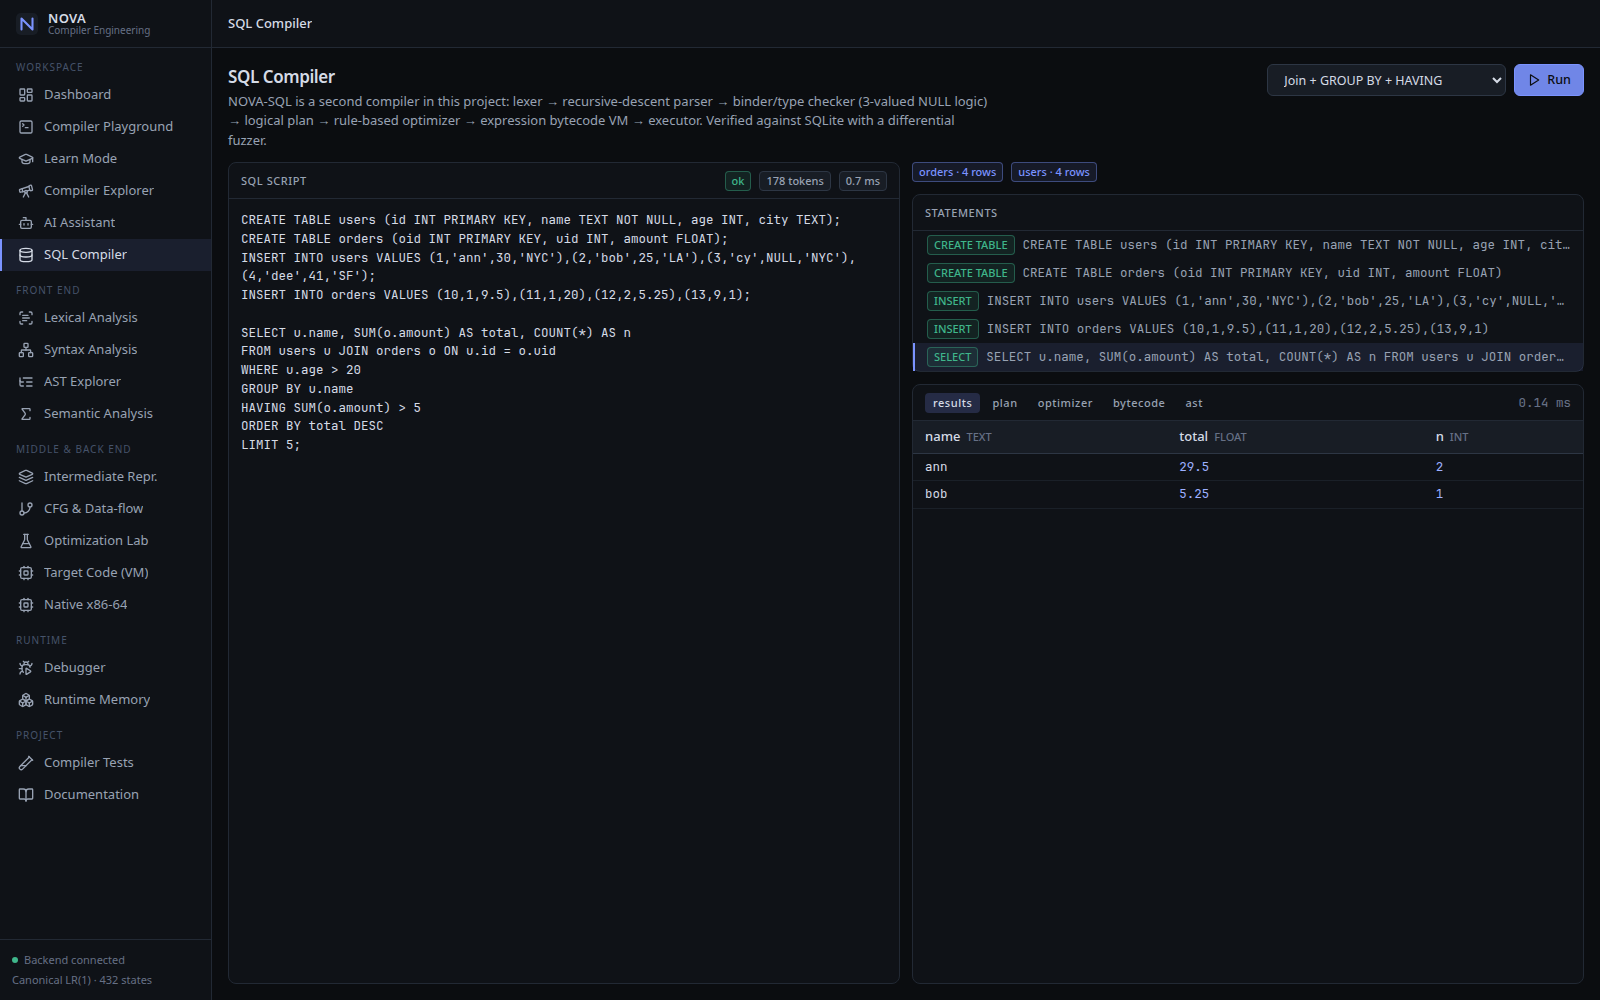 NOVA
Compiler Engineering
WORKSPACE
Dashboard
Compiler Playground
Learn Mode
Compiler Explorer
AI Assistant
SQL Compiler
FRONT END
Lexical Analysis
Syntax Analysis
AST Explorer
Semantic Analysis
MIDDLE & BACK END
Intermediate Repr.
CFG & Data-flow
Optimization Lab
Target Code (VM)
Native x86-64
RUNTIME
Debugger
Runtime Memory
PROJECT
Compiler Tests
Documentation
Backend connected
Canonical LR(1) · 432 states
SQL Compiler
SQL Compiler
NOVA-SQL is a second compiler in this project: lexer → recursive-descent parser → binder/type checker (3-valued NULL logic)
→ logical plan → rule-based optimizer → expression bytecode VM → executor. Verified against SQLite with a differential
fuzzer.
Join + GROUP BY + HAVING
Run
SQL SCRIPT ok 178 tokens 0.7 ms
CREATE TABLE users (id INT PRIMARY KEY, name TEXT NOT NULL, age INT, city TEXT);
CREATE TABLE orders (oid INT PRIMARY KEY, uid INT, amount FLOAT);
INSERT INTO users VALUES (1,'ann',30,'NYC'),(2,'bob',25,'LA'),(3,'cy',NULL,'NYC'),
(4,'dee',41,'SF');
INSERT INTO orders VALUES (10,1,9.5),(11,1,20),(12,2,5.25),(13,9,1);
SELECT u.name, SUM(o.amount) AS total, COUNT(*) AS n
FROM users u JOIN orders o ON u.id = o.uid
WHERE u.age > 20
GROUP BY u.name
HAVING SUM(o.amount) > 5
ORDER BY total DESC
LIMIT 5;
orders · 4 rows users · 4 rows
STATEMENTS
CREATE TABLE CREATE TABLE users (id INT PRIMARY KEY, name TEXT NOT NULL, age INT, cit…
CREATE TABLE CREATE TABLE orders (oid INT PRIMARY KEY, uid INT, amount FLOAT)
INSERT INSERT INTO users VALUES (1,'ann',30,'NYC'),(2,'bob',25,'LA'),(3,'cy',NULL,'…
INSERT INSERT INTO orders VALUES (10,1,9.5),(11,1,20),(12,2,5.25),(13,9,1)
SELECT SELECT u.name, SUM(o.amount) AS total, COUNT(*) AS n FROM users u JOIN order…
results plan optimizer bytecode ast 0.14 ms
name TEXT total FLOAT n INT
ann 29.5 2
bob 5.25 1